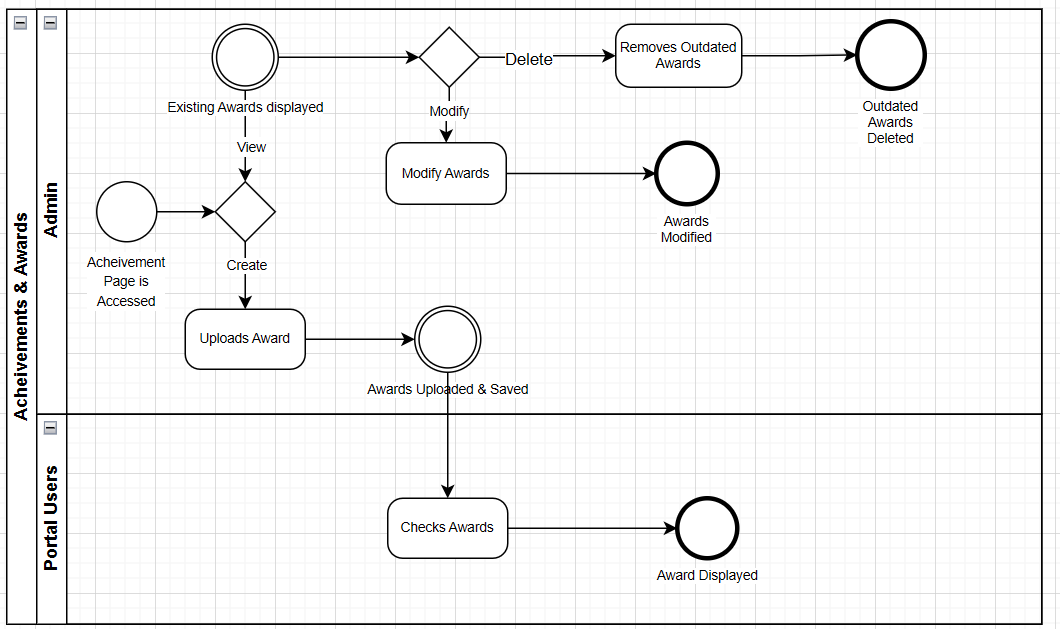 Acheivements & Awards
Admin
Existing Awards displayed
Delete
Removes Outdated
Awards
Outdated
Awards
Deleted
Modify
View
Modify Awards
Awards
Modified
Acheivement
Page is
Accessed
Create
Uploads Award
Awards Uploaded & Saved
Portal Users
Checks Awards
Award Displayed